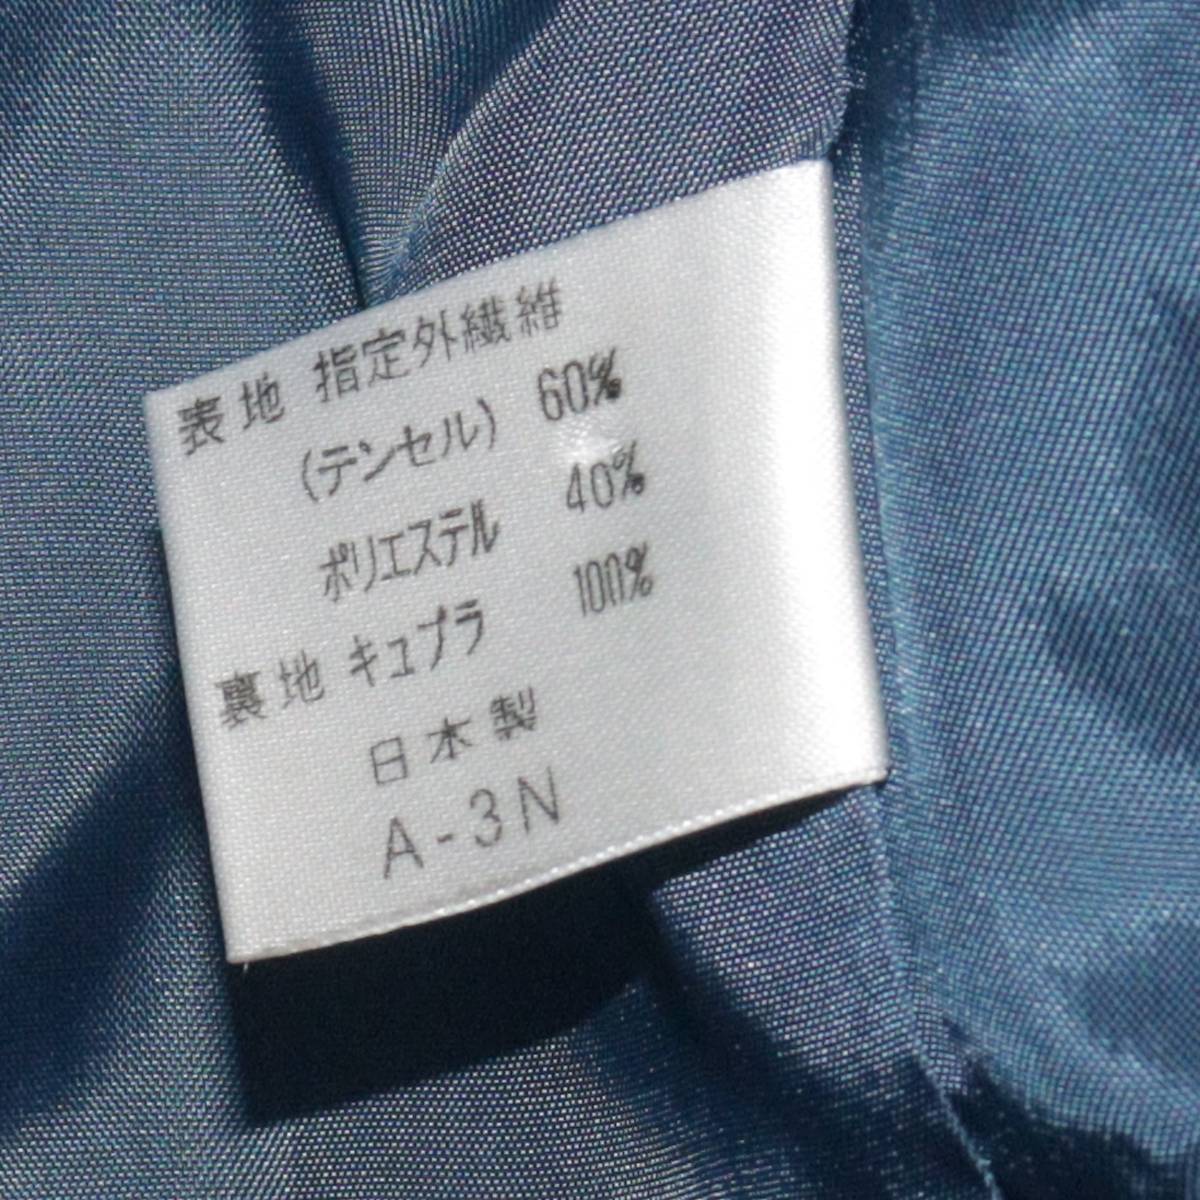 表地 指定外繊維
(テンセル) 60%
ポリエステル 40%
裏地 キュプラ 100%
日本製
A-3N